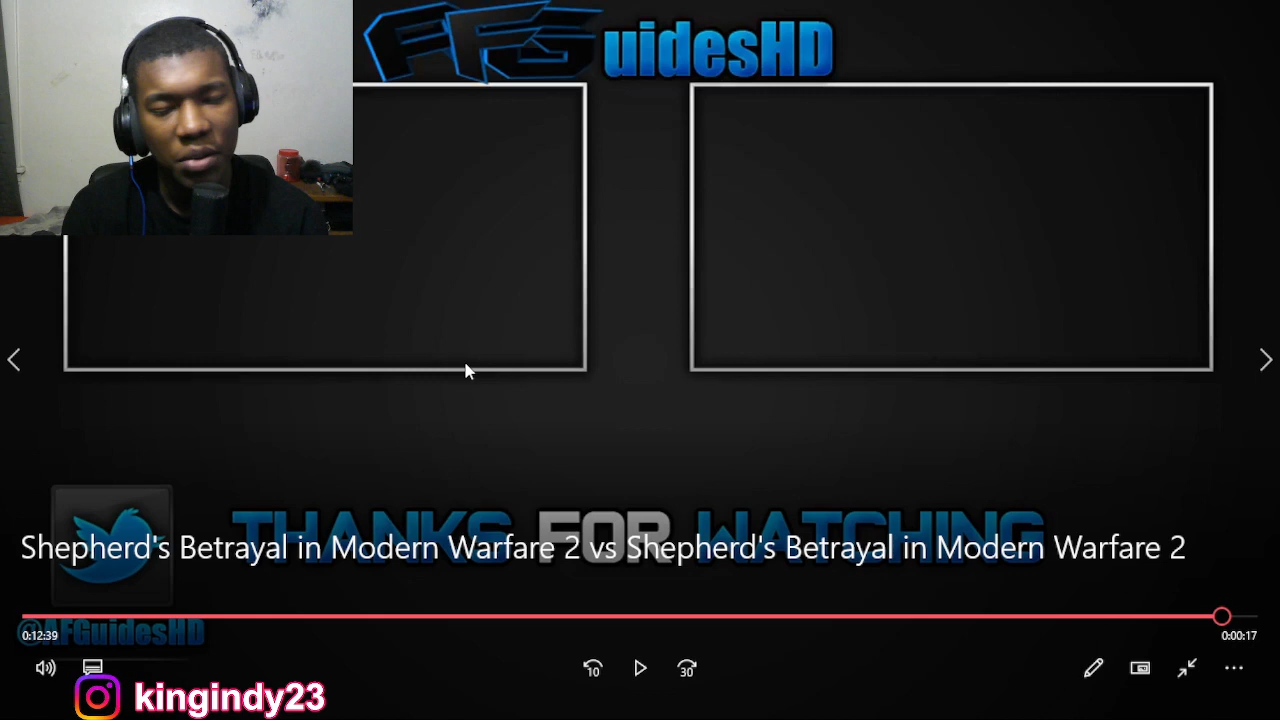 AFGuidesHD
THANKS FOR WATCHING
Shepherd's Betrayal in Modern Warfare 2 vs Shepherd's Betrayal in Modern Warfare 2
@AFGuidesHD
0:12:39
0:00:17
10
30
kingindy23